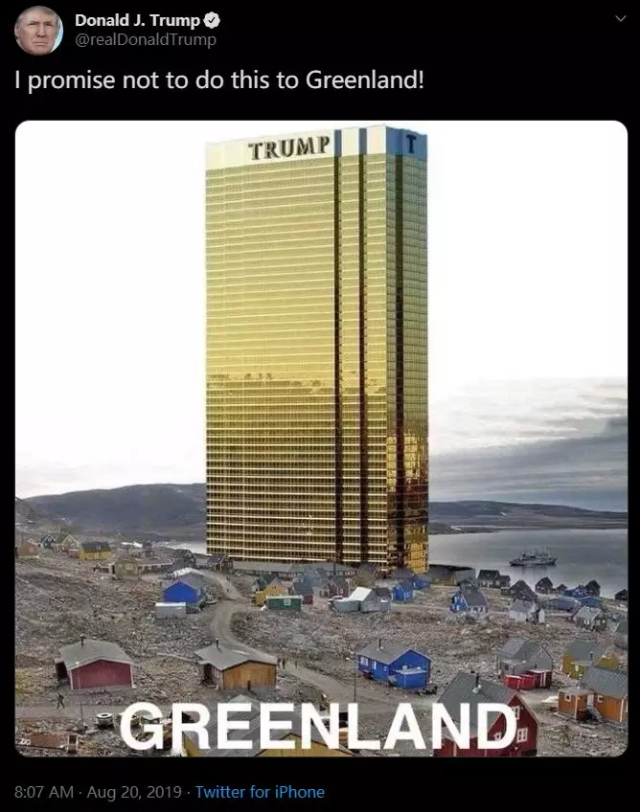 Donald J. Trump
@realDonaldTrump
I promise not to do this to Greenland!
TRUMP
T
GREENLAND
8:07 AM · Aug 20, 2019 · Twitter for iPhone